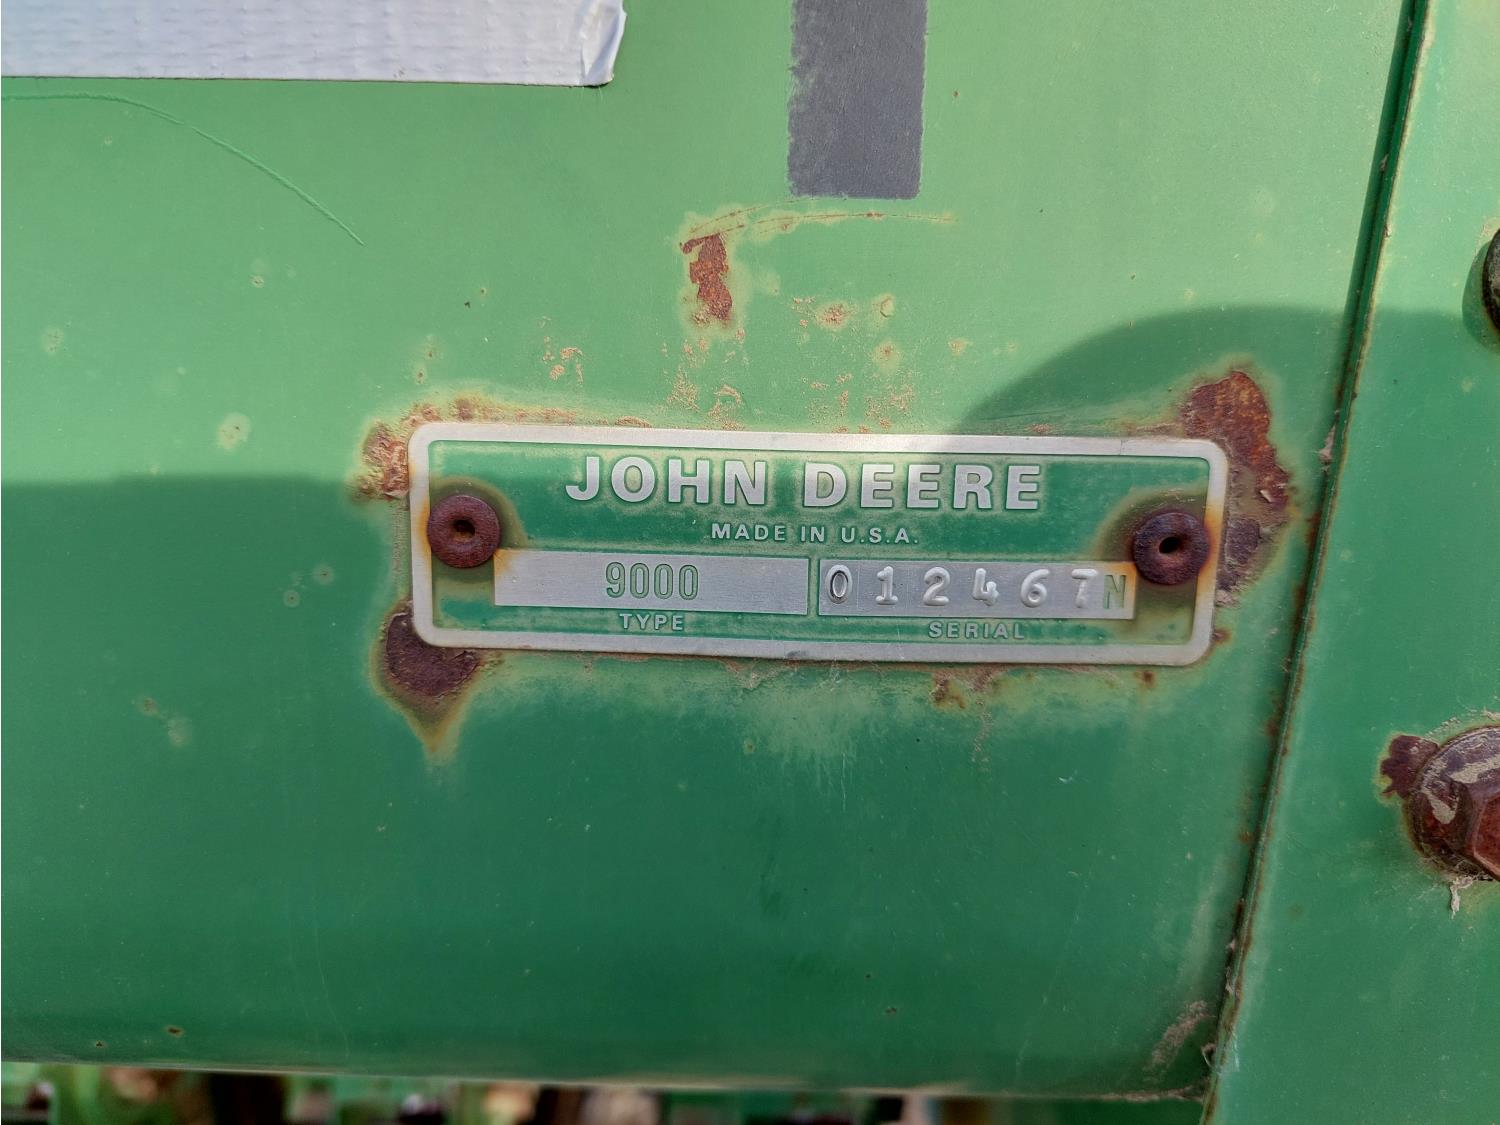 JOHN DEERE
MADE IN U.S.A.
9000 012467N
TYPE SERIAL